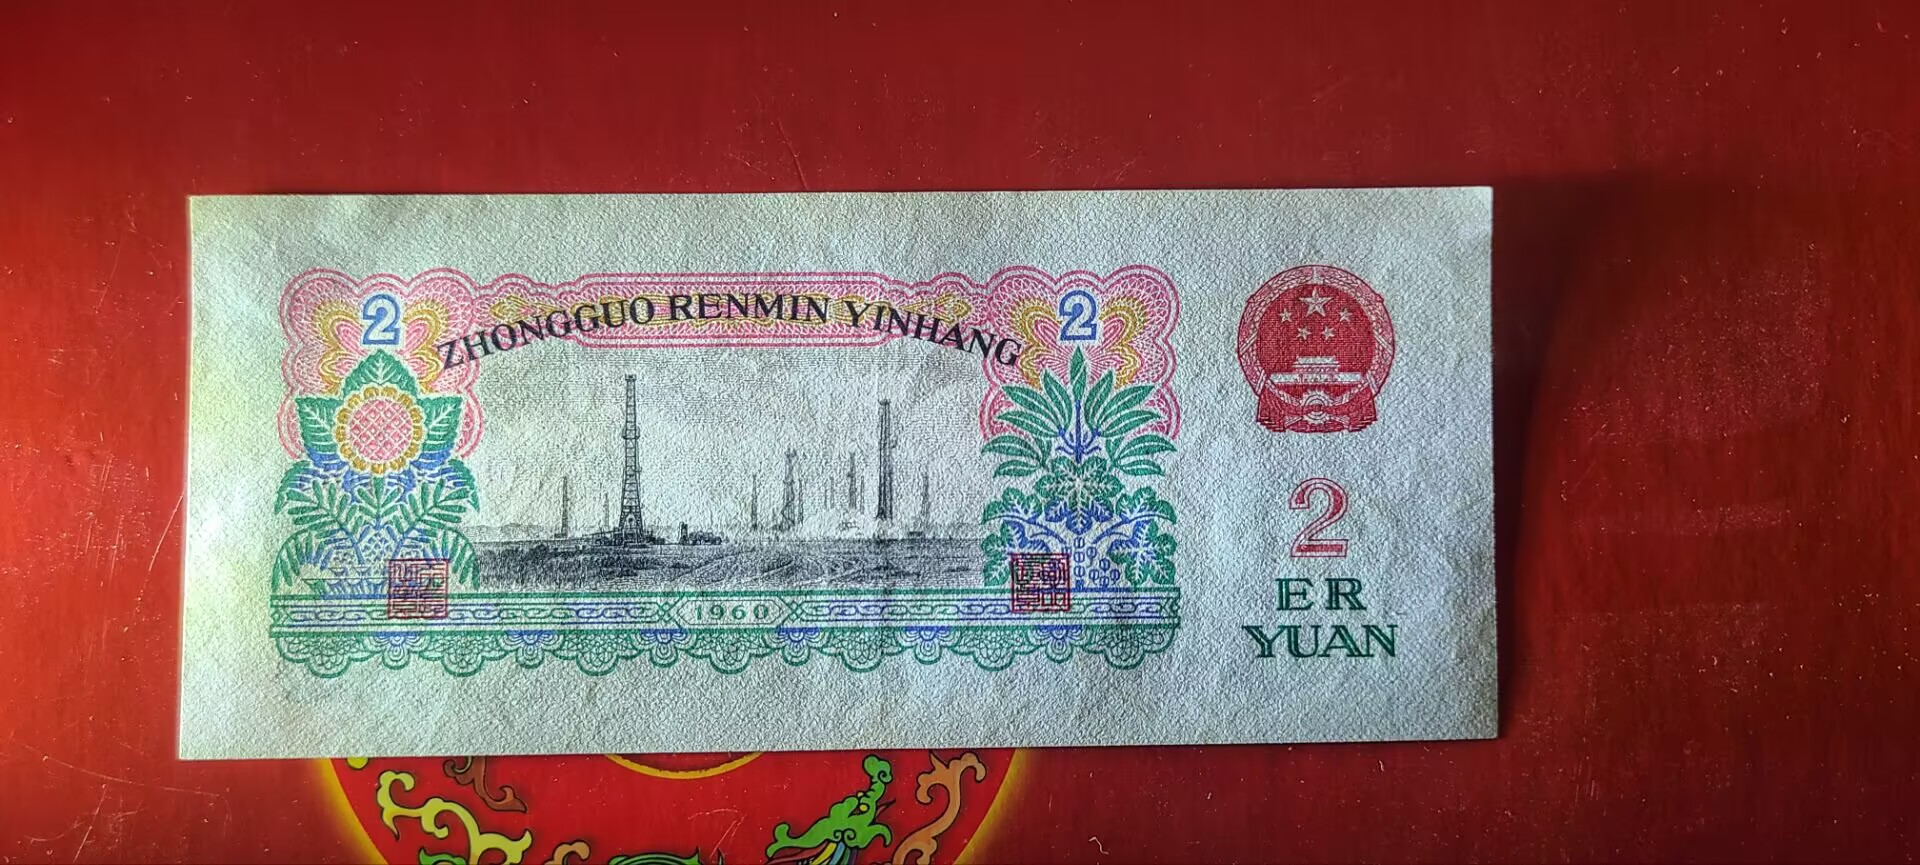 2
ZHONGGUO RENMIN YINHANG
2
2
ER
YUAN
1960